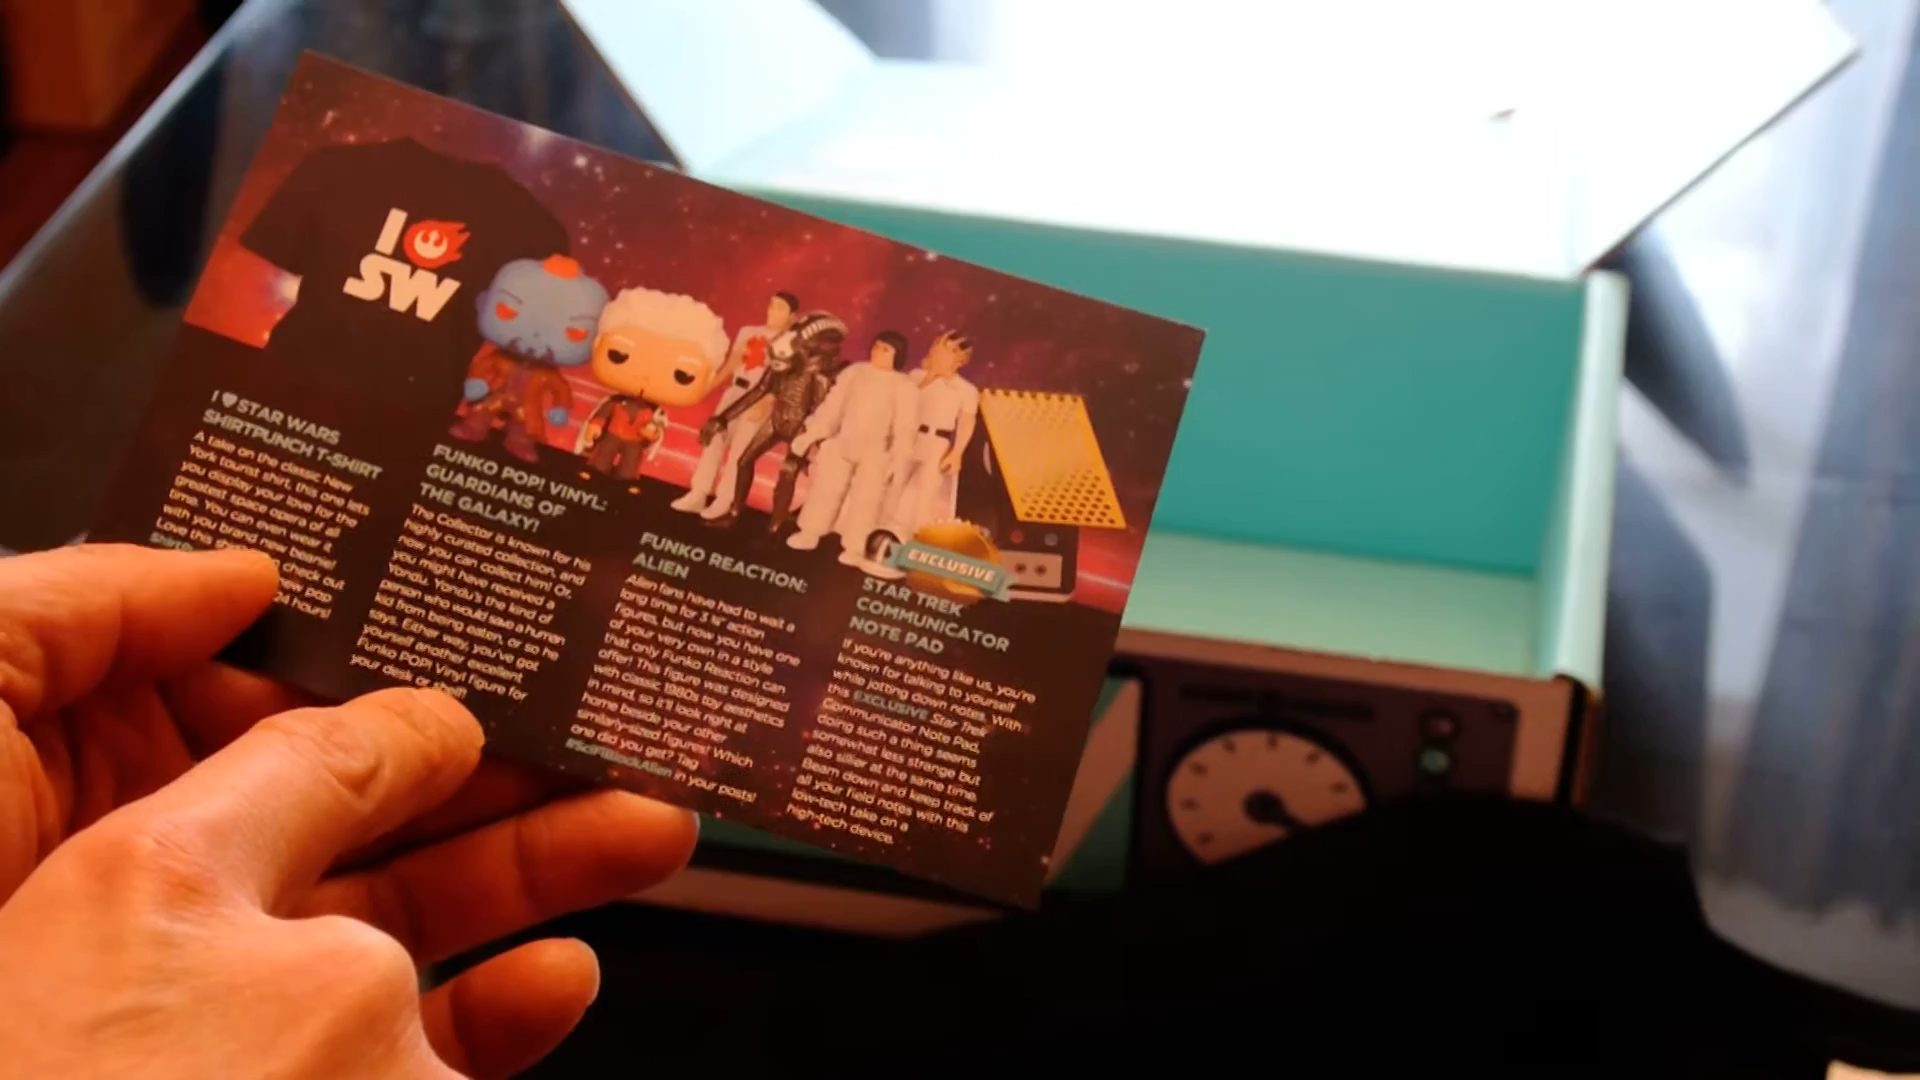 I
SW
I ♥ STAR WARS
SHIRTPUNCH T-SHIRT
A take on the classic New
York tourist shirt, this one lets
you display your love for the
greatest space opera of all
time. You can even wear it
with you brand new beanie!
Love this check out
new pop
24 hours!
FUNKO POP! VINYL:
GUARDIANS OF
THE GALAXY!
The Collector is known for his
highly curated collection, and
now you can collect him! Or,
you might have received a
Yondu. Yondu's the kind of
person who would save a human
kid from being eaten, or so he
says. Either way, you've got
yourself another excellent
Funko POP! Vinyl figure for
your desk or shelf!
FUNKO REACTION:
ALIEN
Alien fans have had to wait a
long time for 3 ¾" action
figures, but now you have one
of your very own in a style
that only Funko Reaction can
offer! This figure was designed
with classic 1980s toy aesthetics
in mind, so it'll look right at
home beside your other
similarly-sized figures! Which
one did you get? Tag
#SciFiBlockAlien in your posts!
EXCLUSIVE
STAR TREK
COMMUNICATOR
NOTE PAD
If you're anything like us, you're
known for talking to yourself
while jotting down notes. With
this EXCLUSIVE Star Trek
Communicator Note Pad,
doing such a thing seems
somewhat less strange but
also sillier at the same time.
Beam down and keep track of
all your field notes with this
low-tech take on a
high-tech device.